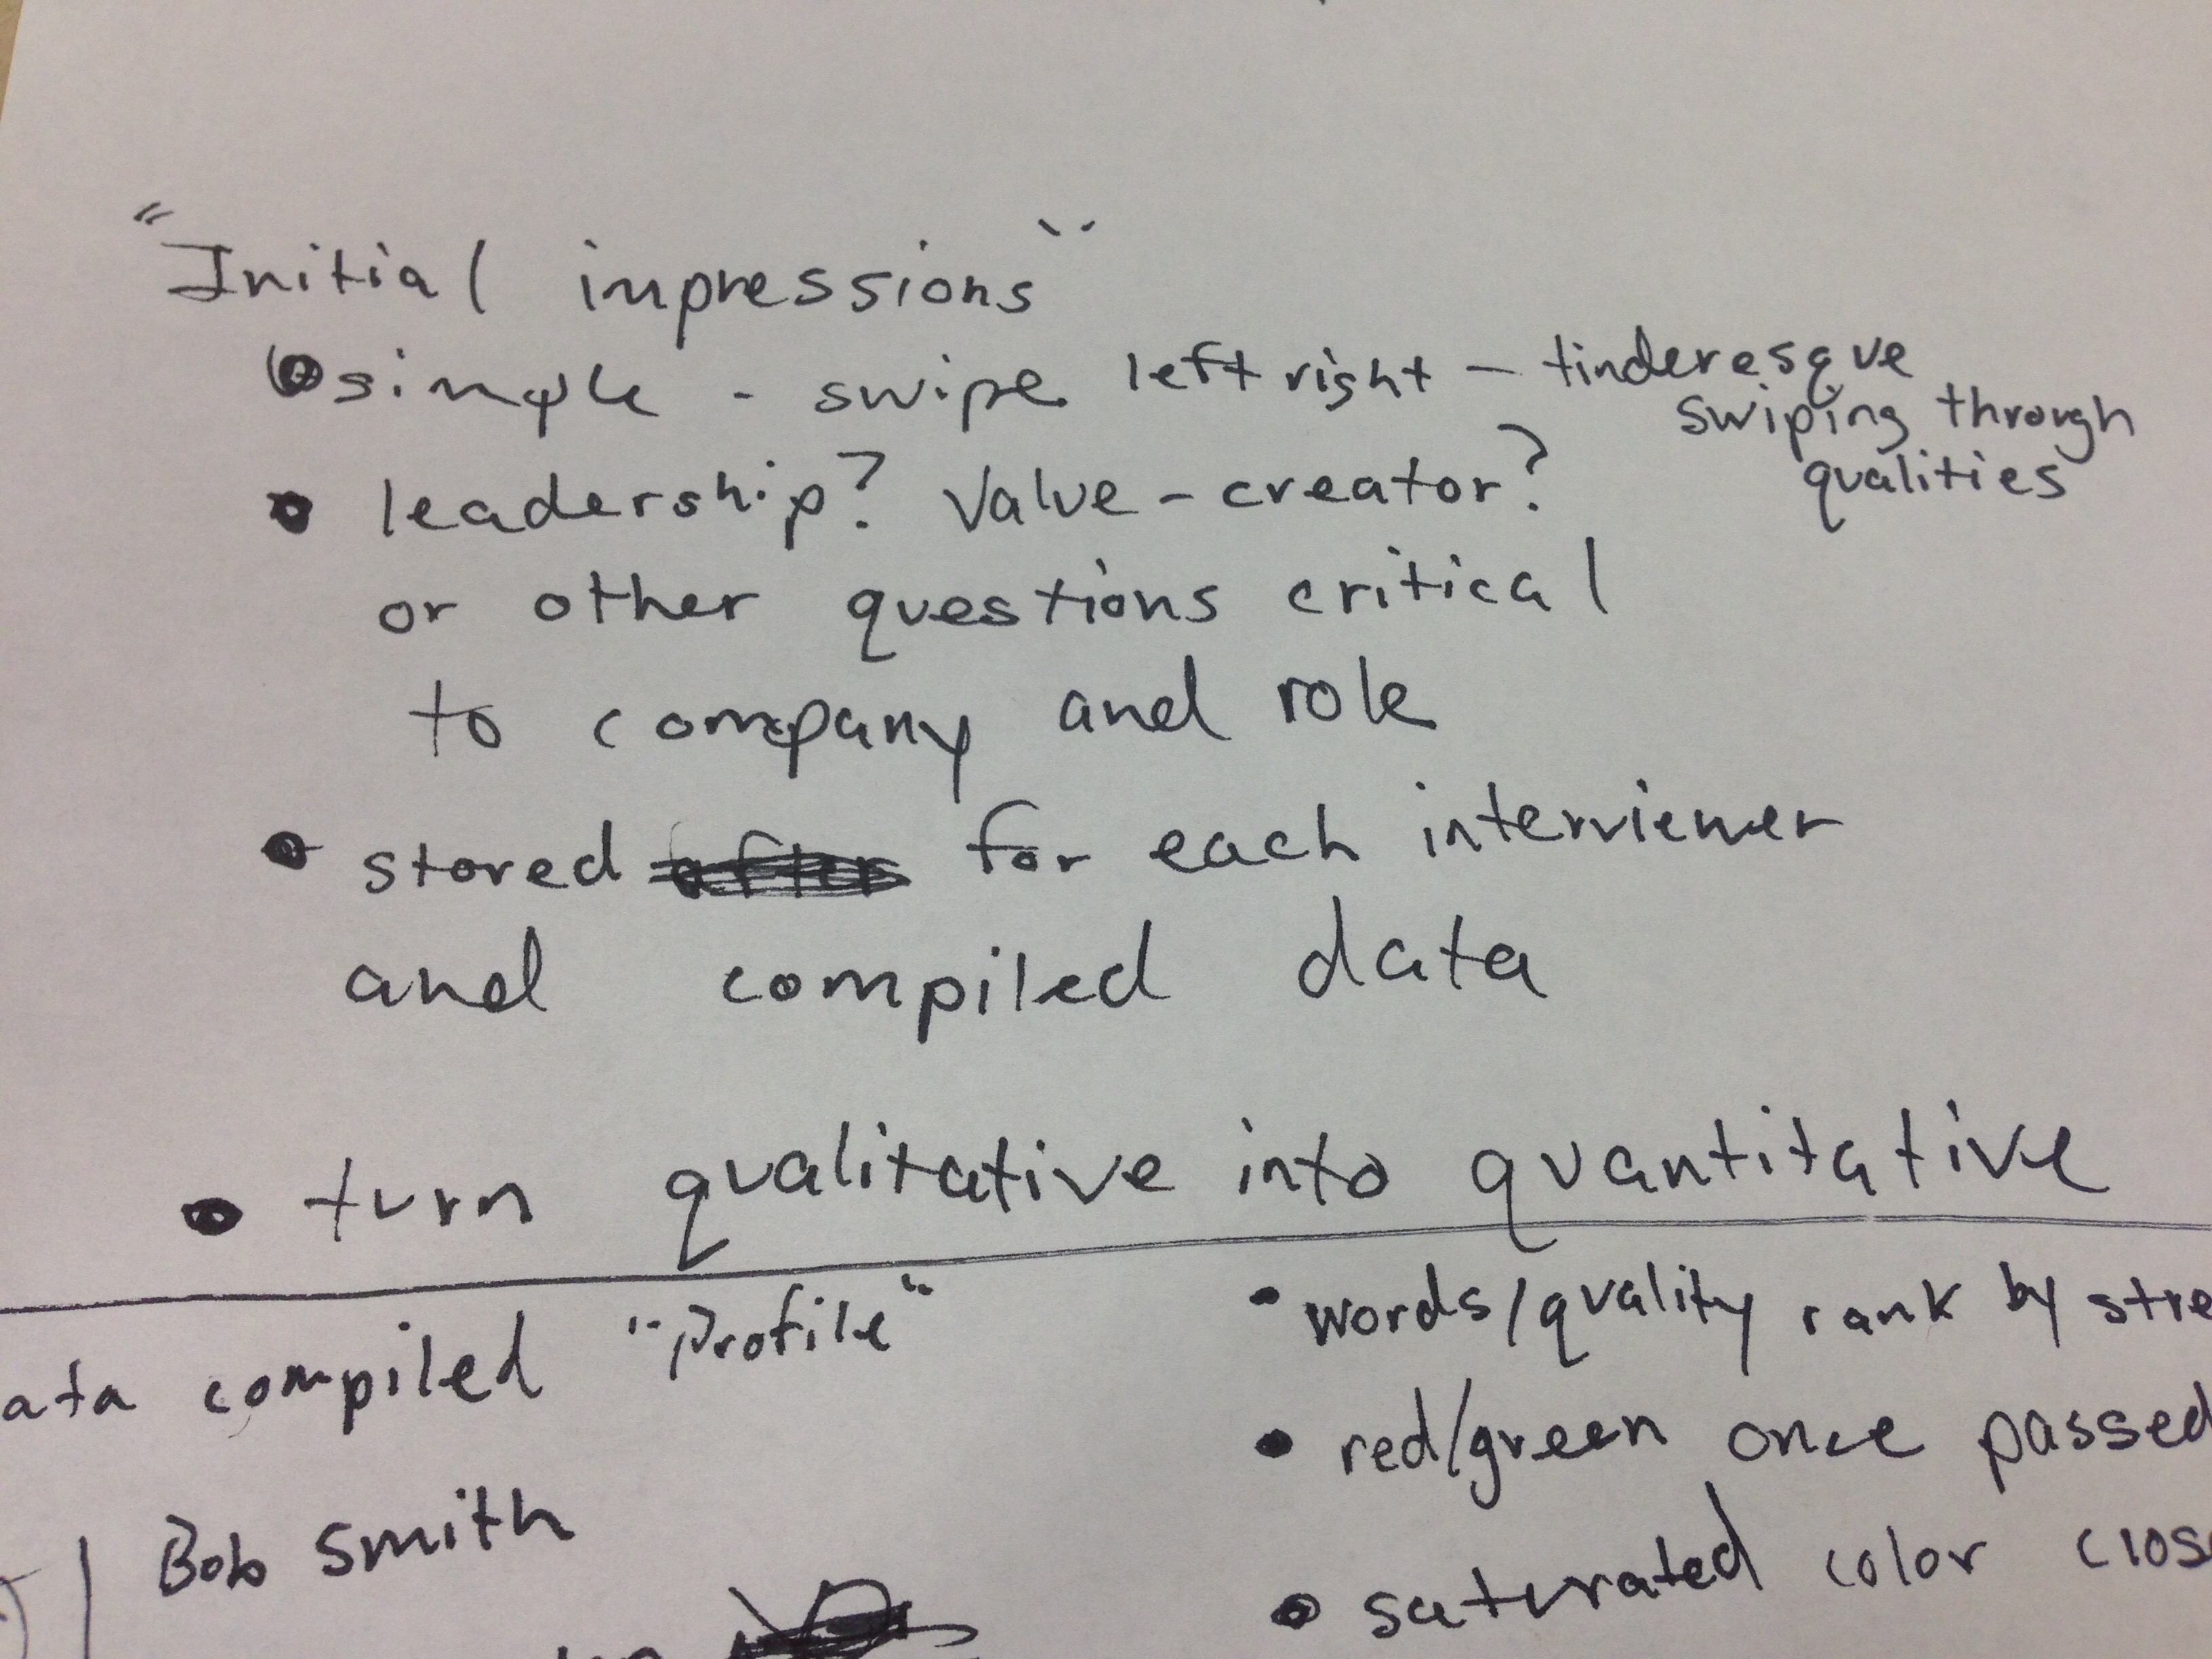 "Initial impressions"
• simple - swipe left right - tinderesque
swiping through
qualities
• leadership? Value-creator?
or other questions critical
to company and role
• stored after for each interviewer
and compiled data
• turn qualitative into quantitative
ata compiled "Profile"
Bob Smith
• words/quality rank by stre
• red/green once passed
• saturated color clos